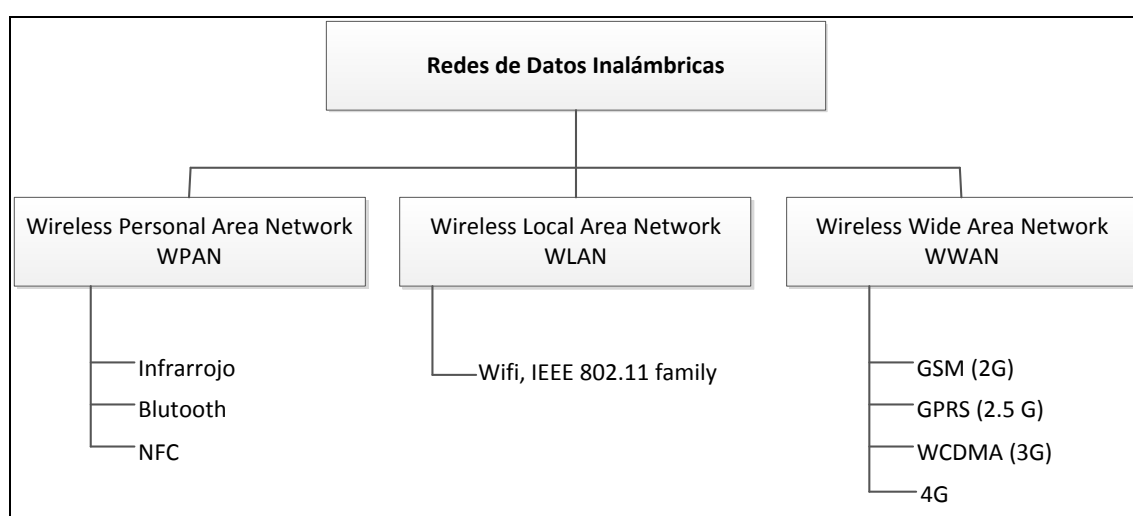 Redes de Datos Inalámbricas
Wireless Personal Area Network
WPAN
Infrarrojo
Blutooth
NFC
Wireless Local Area Network
WLAN
Wifi, IEEE 802.11 family
Wireless Wide Area Network
WWAN
GSM (2G)
GPRS (2.5 G)
WCDMA (3G)
4G